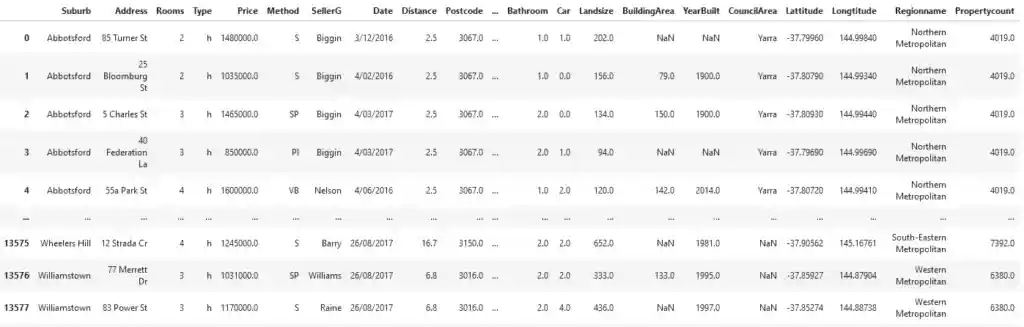 Suburb Address Rooms Type Price Method SellerG Date Distance Postcode ... Bathroom Car Landsize BuildingArea YearBuilt CouncilArea Lattitude Longtitude Regionname Propertycount
0 Abbotsford 85 Turner St 2 h 1480000.0 S Biggin 3/12/2016 2.5 3067.0 ... 1.0 1.0 202.0 NaN NaN Yarra -37.79960 144.99840 Northern Metropolitan 4019.0
1 Abbotsford 25 Bloomburg St 2 h 1035000.0 S Biggin 4/02/2016 2.5 3067.0 ... 1.0 0.0 156.0 79.0 1900.0 Yarra -37.80790 144.99340 Northern Metropolitan 4019.0
2 Abbotsford 5 Charles St 3 h 1465000.0 SP Biggin 4/03/2017 2.5 3067.0 ... 2.0 0.0 134.0 150.0 1900.0 Yarra -37.80930 144.99440 Northern Metropolitan 4019.0
3 Abbotsford 40 Federation La 3 h 850000.0 PI Biggin 4/03/2017 2.5 3067.0 ... 2.0 1.0 94.0 NaN NaN Yarra -37.79690 144.99690 Northern Metropolitan 4019.0
4 Abbotsford 55a Park St 4 h 1600000.0 VB Nelson 4/06/2016 2.5 3067.0 ... 1.0 2.0 120.0 142.0 2014.0 Yarra -37.80720 144.99410 Northern Metropolitan 4019.0
... ... ... ... ... ... ... ... ... ... ... ... ... ... ... ... ... ... ... ... ... ...
13575 Wheelers Hill 12 Strada Cr 4 h 1245000.0 S Barry 26/08/2017 16.7 3150.0 ... 2.0 2.0 652.0 NaN 1981.0 NaN -37.90562 145.16761 South-Eastern Metropolitan 7392.0
13576 Williamstown 77 Merrett Dr 3 h 1031000.0 SP Williams 26/08/2017 6.8 3016.0 ... 2.0 2.0 333.0 133.0 1995.0 NaN -37.85927 144.87904 Western Metropolitan 6380.0
13577 Williamstown 83 Power St 3 h 1170000.0 S Raine 26/08/2017 6.8 3016.0 ... 2.0 4.0 436.0 NaN 1997.0 NaN -37.85274 144.88738 Western Metropolitan 6380.0